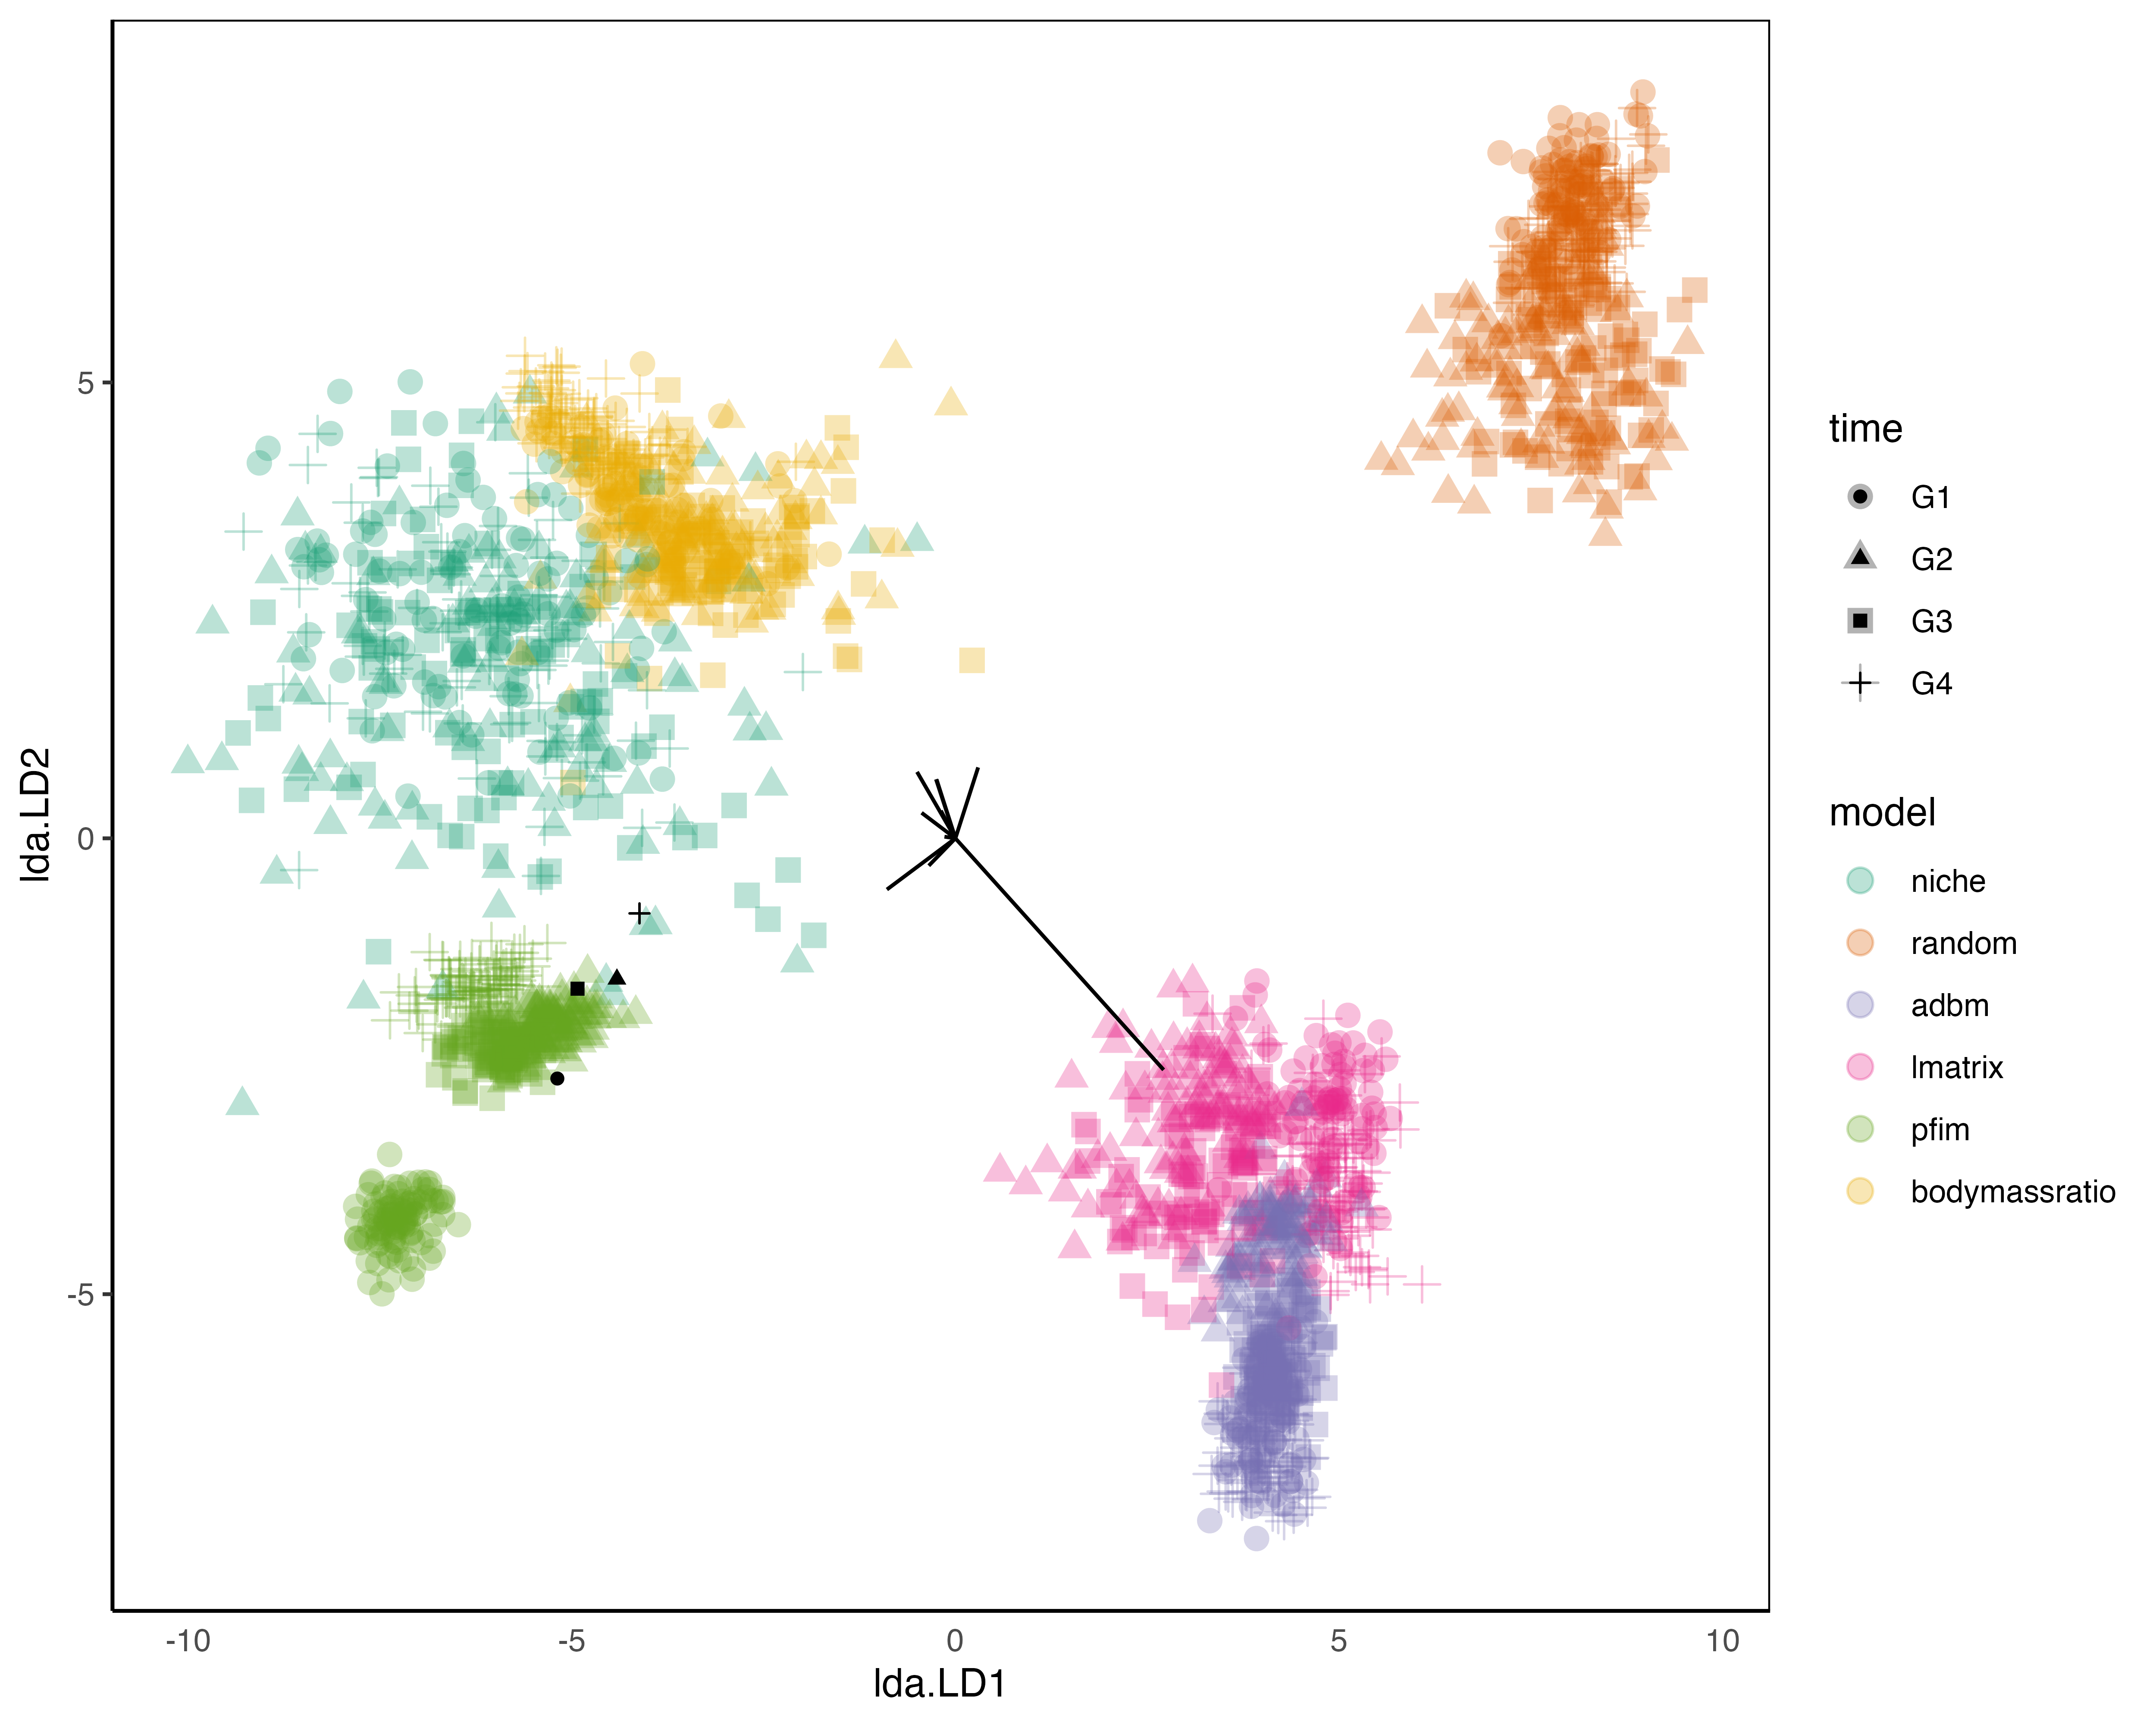 lda.LD2
5
0
-5
-10
-5
0
5
10
lda.LD1
time
G1
G2
G3
G4
model
niche
random
adbm
lmatrix
pfim
bodymassratio